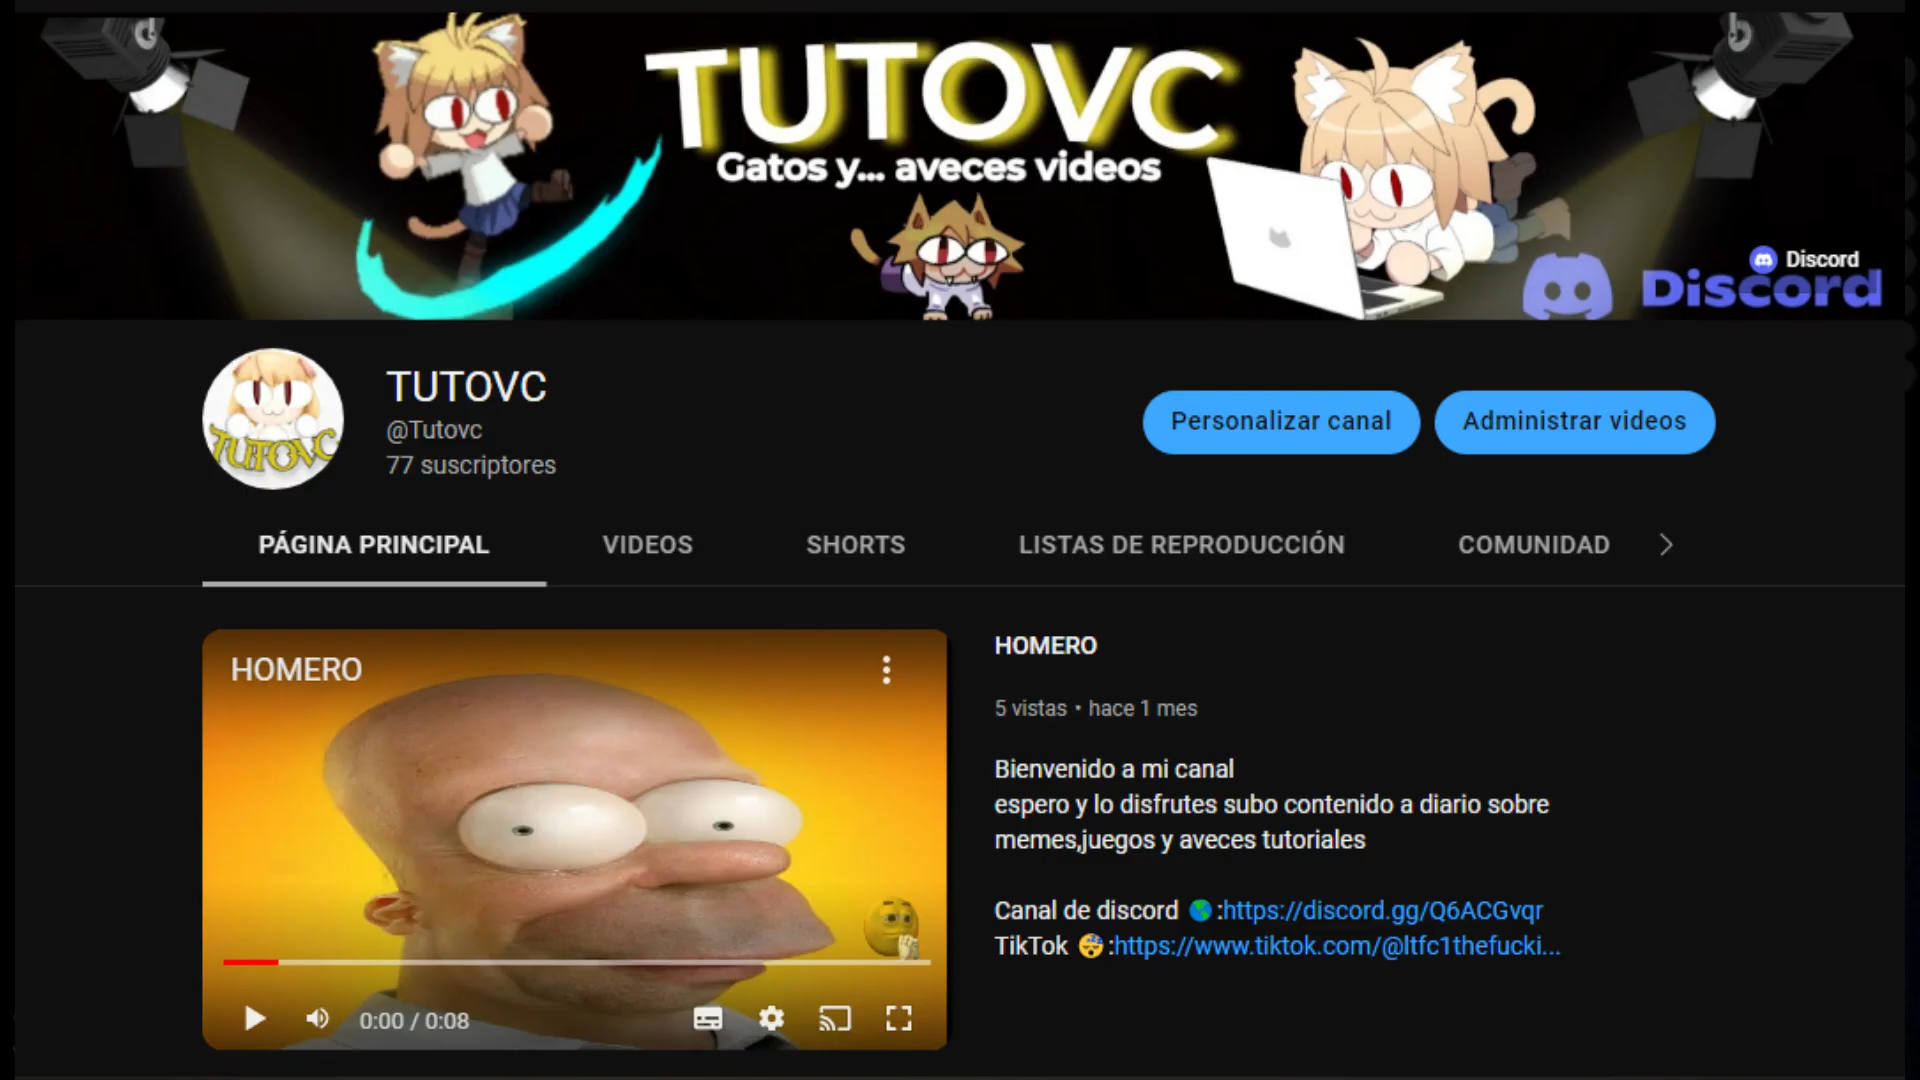 TUTOVC
Gatos y... aveces videos
Discord
Discord
TUTOVC
TUTOVC
@Tutovc
77 suscriptores
Personalizar canal
Administrar videos
PÁGINA PRINCIPAL
VIDEOS
SHORTS
LISTAS DE REPRODUCCIÓN
COMUNIDAD
HOMERO
0:00 / 0:08
HOMERO
5 vistas • hace 1 mes
Bienvenido a mi canal
espero y lo disfrutes subo contenido a diario sobre
memes,juegos y aveces tutoriales
Canal de discord 🌎:https://discord.gg/Q6ACGvqr
TikTok 😴:https://www.tiktok.com/@ltfc1thefucki...